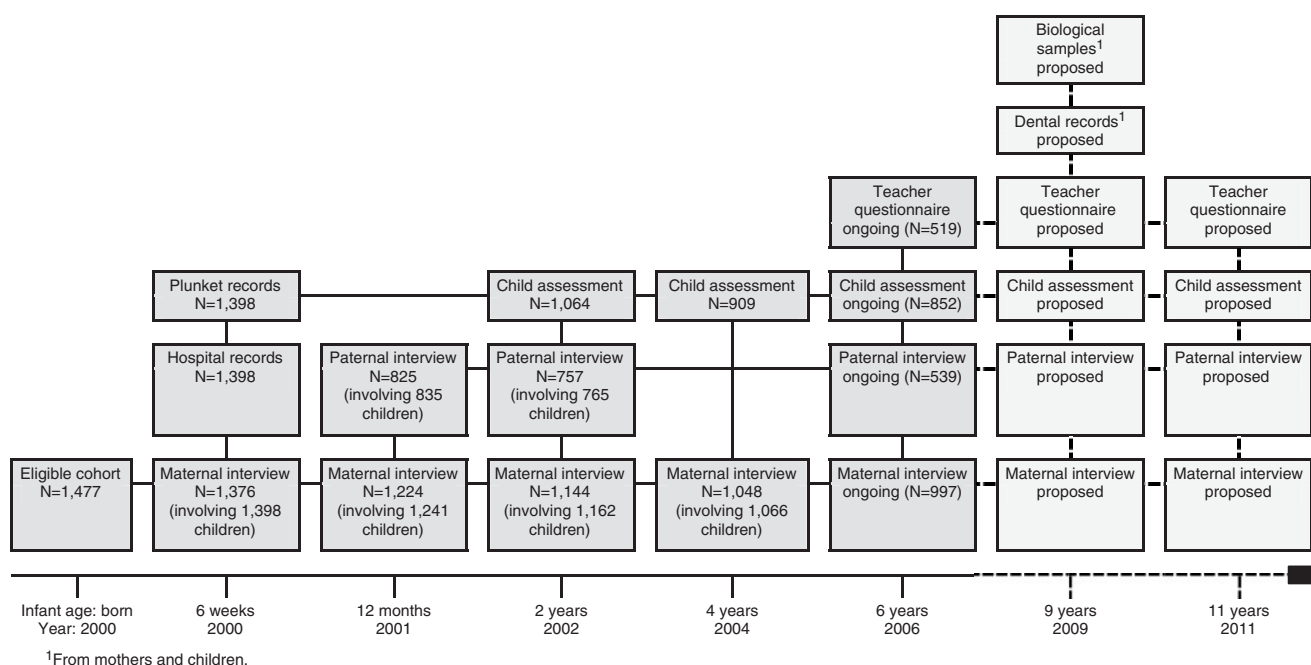 Biological
samples1
proposed
Dental records1
proposed
Teacher
questionnaire
ongoing (N=519)
Teacher
questionnaire
proposed
Teacher
questionnaire
proposed
Plunket records
N=1,398
Child assessment
N=1,064
Child assessment
N=909
Child assessment
ongoing (N=852)
Child assessment
proposed
Child assessment
proposed
Hospital records
N=1,398
Paternal interview
N=825
(involving 835
children)
Paternal interview
N=757
(involving 765
children)
Paternal interview
ongoing (N=539)
Paternal interview
proposed
Paternal interview
proposed
Eligible cohort
N=1,477
Maternal interview
N=1,376
(involving 1,398
children)
Maternal interview
N=1,224
(involving 1,241
children)
Maternal interview
N=1,144
(involving 1,162
children)
Maternal interview
N=1,048
(involving 1,066
children)
Maternal interview
ongoing (N=997)
Maternal interview
proposed
Maternal interview
proposed
Infant age: born
Year: 2000
6 weeks
2000
12 months
2001
2 years
2002
4 years
2004
6 years
2006
9 years
2009
11 years
2011
1From mothers and children.